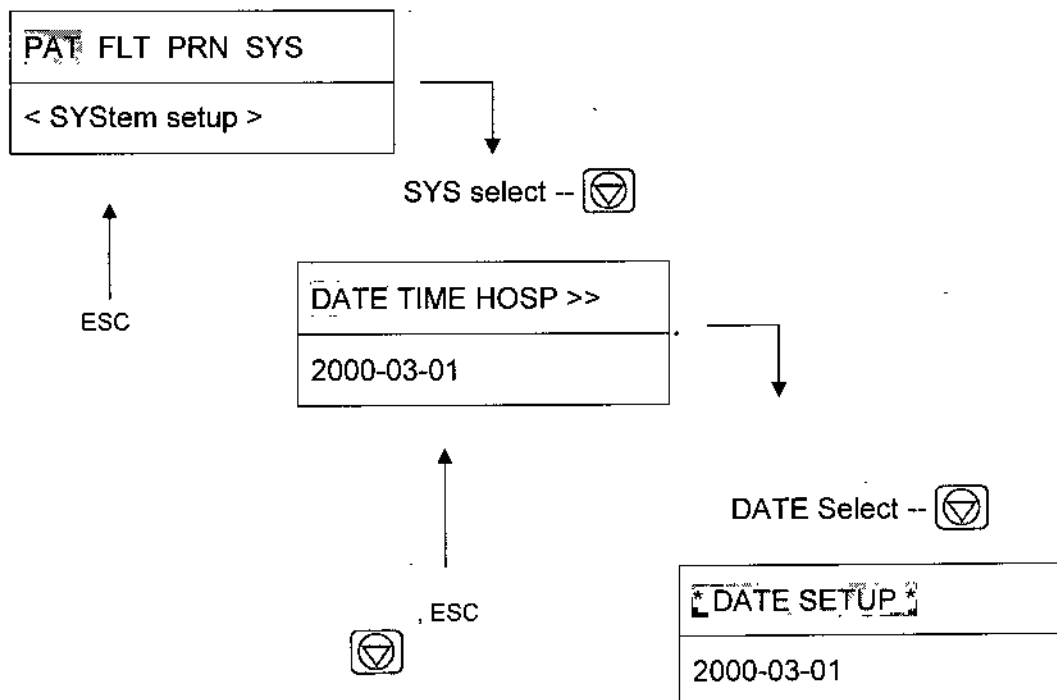 PAT FLT PRN SYS
< SYStem setup >
SYS select --
ESC
DATE TIME HOSP >>
2000-03-01
DATE Select --
, ESC
* DATE SETUP *
2000-03-01